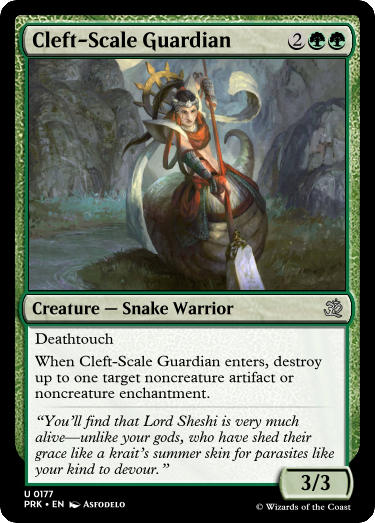 Cleft-Scale Guardian 2
Creature — Snake Warrior
Deathtouch
When Cleft-Scale Guardian enters, destroy
up to one target noncreature artifact or
noncreature enchantment.
“You’ll find that Lord Sheshi is very much
alive—unlike your gods, who have shed their
grace like a krait’s summer skin for parasites like
your kind to devour.”
3/3
U 0177
PRK • EN Asfodelo
© Wizards of the Coast